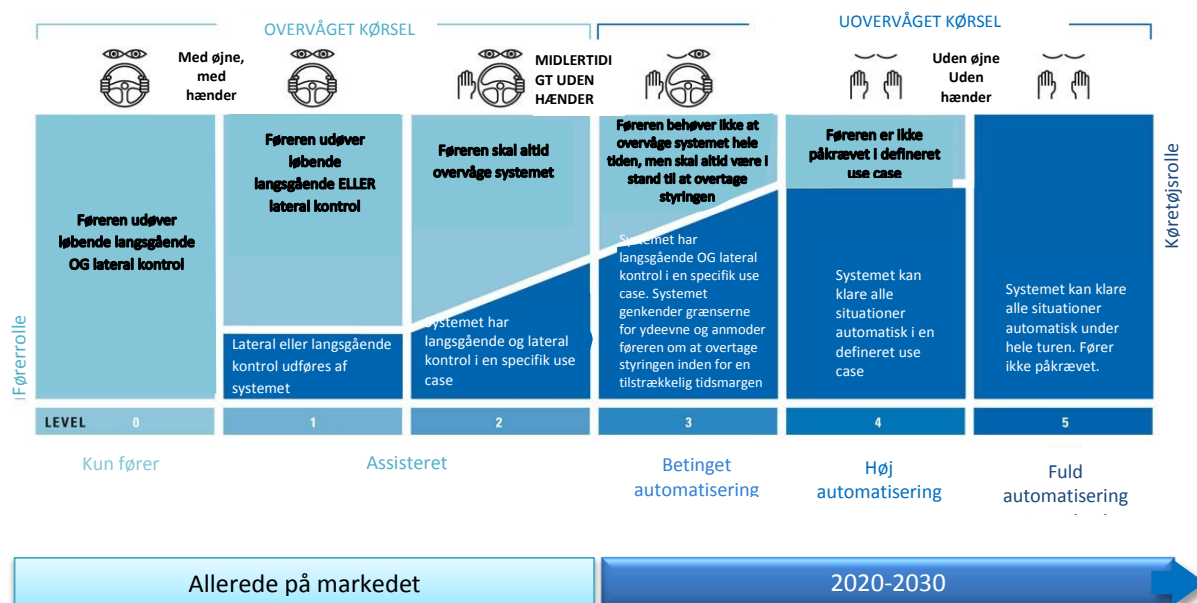 OVERVÅGET KØRSEL
UOVERVÅGET KØRSEL
Med øjne,
med
hænder
MIDLERTIDI
GT UDEN
HÆNDER
Uden øjne
Uden
hænder
Føreren udøver
løbende langsgående
OG lateral kontrol
Føreren udøver
løbende
langsgående ELLER
lateral kontrol
Føreren skal altid
overvåge systemet
Føreren behøver ikke at
overvåge systemet hele
tiden, men skal altid være i
stand til at overtage
styringen
Føreren er ikke
påkrævet i defineret
use case
Førerrolle
Køretøjsrolle
Lateral eller langsgående
kontrol udføres af
systemet
Systemet har
langsgående og lateral
kontrol i en specifik use
case
Systemet har
langsgående OG lateral
kontrol i en specifik use
case. Systemet
genkender grænserne
for ydeevne og anmoder
føreren om at overtage
styringen inden for en
tilstrækkelig tidsmargen
Systemet kan
klare alle
situationer
automatisk i en
defineret use
case
Systemet kan klare
alle situationer
automatisk under
hele turen. Fører
ikke påkrævet.
LEVEL 0 1 2 3 4 5
Kun fører
Assisteret
Betinget
automatisering
Høj
automatisering
Fuld
automatisering
Allerede på markedet
2020-2030